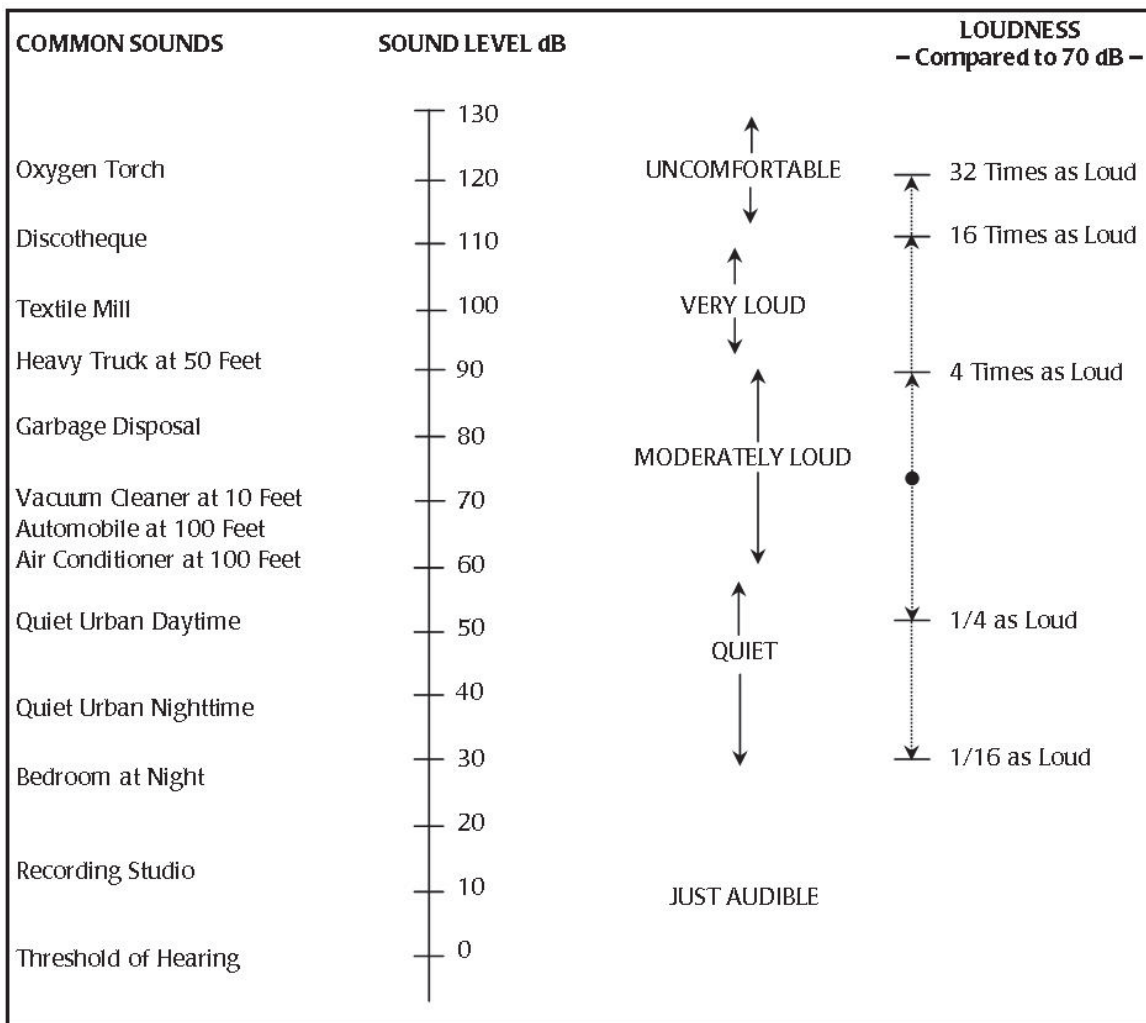 COMMON SOUNDS
SOUND LEVEL dB
LOUDNESS
– Compared to 70 dB –
130
Oxygen Torch
120
UNCOMFORTABLE
32 Times as Loud
Discotheque
110
16 Times as Loud
Textile Mill
100
VERY LOUD
Heavy Truck at 50 Feet
90
4 Times as Loud
Garbage Disposal
80
MODERATELY LOUD
Vacuum Cleaner at 10 Feet
70
Automobile at 100 Feet
Air Conditioner at 100 Feet
60
Quiet Urban Daytime
50
1/4 as Loud
QUIET
40
Quiet Urban Nighttime
30
1/16 as Loud
Bedroom at Night
20
Recording Studio
10
JUST AUDIBLE
Threshold of Hearing
0